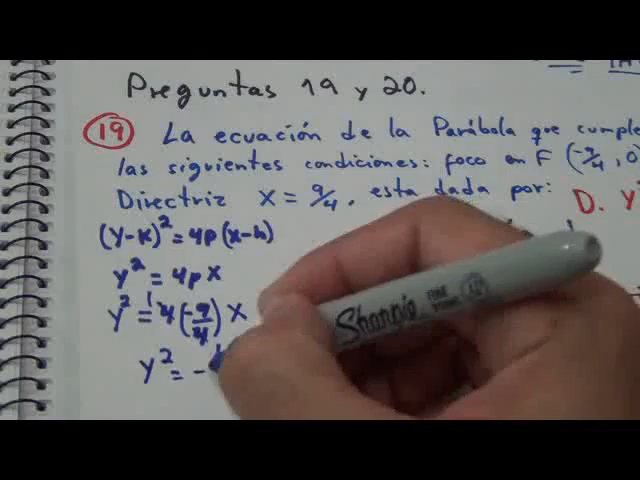 Preguntas 19 y 20.
19 La ecuación de la Parábola que cumple
las siguientes condiciones: foco en F (-9/4, 0
Directriz X = 9/4, esta dada por:
D. Y
(y-k)² = 4p(x-h)
y² = 4px
y² = 4(-9/4) x
y² = -
Sharpie
FINE